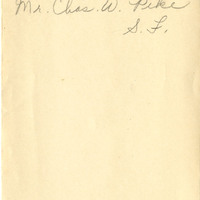 Mr. Chas. W. Pike
S. F.